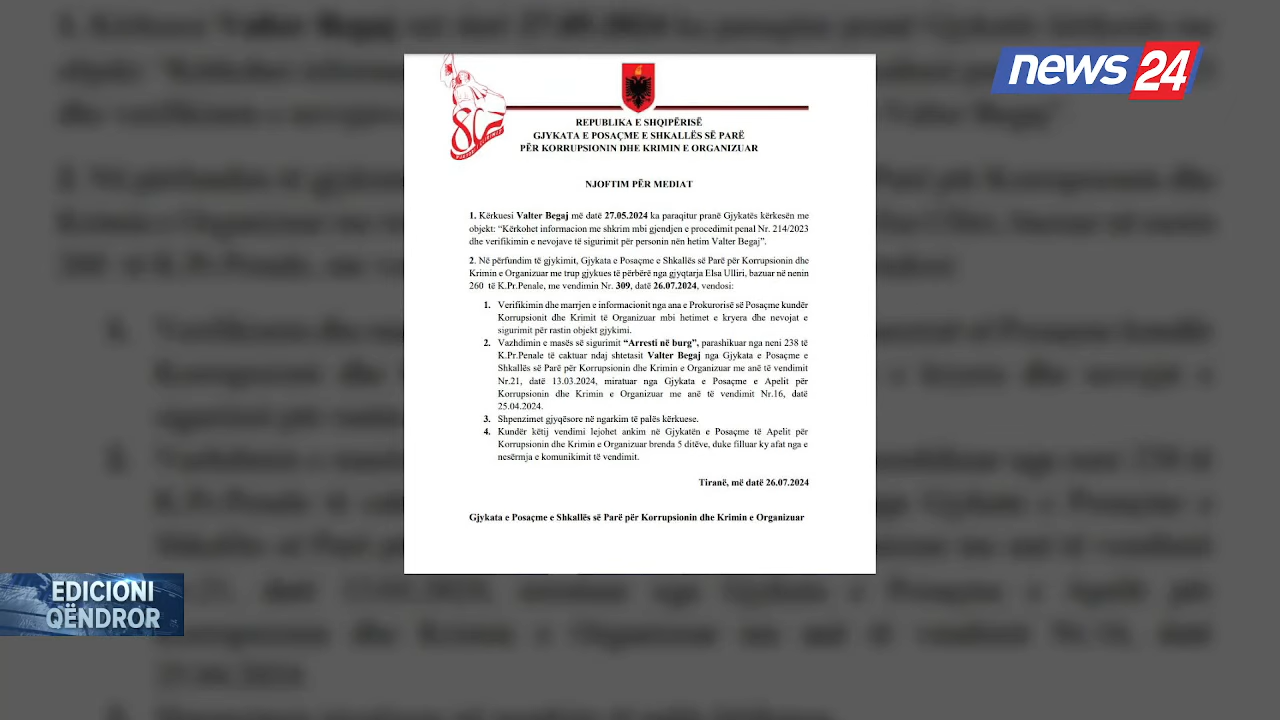 news 24
80
REPUBLIKA E SHQIPËRISË
GJYKATA E POSAÇME E SHKALLËS SË PARË
PËR KORRUPSIONIN DHE KRIMIN E ORGANIZUAR
NJOFTIM PËR MEDIAT
1. Kërkuesi Valter Begaj më datë 27.05.2024 ka paraqitur pranë Gjykatës kërkesën me
objekt: “Kërkohet informacion me shkrim mbi gjendjen e procedimit penal Nr. 214/2023
dhe verifikimin e nevojave të sigurimit për personin nën hetim Valter Begaj”.
2. Në përfundim të gjykimit, Gjykata e Posaçme e Shkallës së Parë për Korrupsionin dhe
Krimin e Organizuar me trup gjykues të përbërë nga gjyqtarja Elsa Ulliri, bazuar në nenin
260 të K.Pr.Penale, me vendimin Nr. 309, datë 26.07.2024, vendosi:
1. Verifikimin dhe marrjen e informacionit nga ana e Prokurorisë së Posaçme kundër
Korrupsionit dhe Krimit të Organizuar mbi hetimet e kryera dhe nevojat e
sigurimit për rastin objekt gjykimi.
2. Vazhdimin e masës së sigurimit “Arresti në burg”, parashikuar nga neni 238 të
K.Pr.Penale të caktuar ndaj shtetasit Valter Begaj nga Gjykata e Posaçme e
Shkallës së Parë për Korrupsionin dhe Krimin e Organizuar me anë të vendimit
Nr.21, datë 13.03.2024, miratuar nga Gjykata e Posaçme e Apelit për
Korrupsionin dhe Krimin e Organizuar me anë të vendimit Nr.16, datë
25.04.2024.
3. Shpenzimet gjyqësore në ngarkim të palës kërkuese.
4. Kundër këtij vendimi lejohet ankim në Gjykatën e Posaçme të Apelit për
Korrupsionin dhe Krimin e Organizuar brenda 5 ditëve, duke filluar ky afat nga e
nesërmja e komunikimit të vendimit.
Tiranë, më datë 26.07.2024
Gjykata e Posaçme e Shkallës së Parë për Korrupsionin dhe Krimin e Organizuar
EDICIONI
QËNDROR